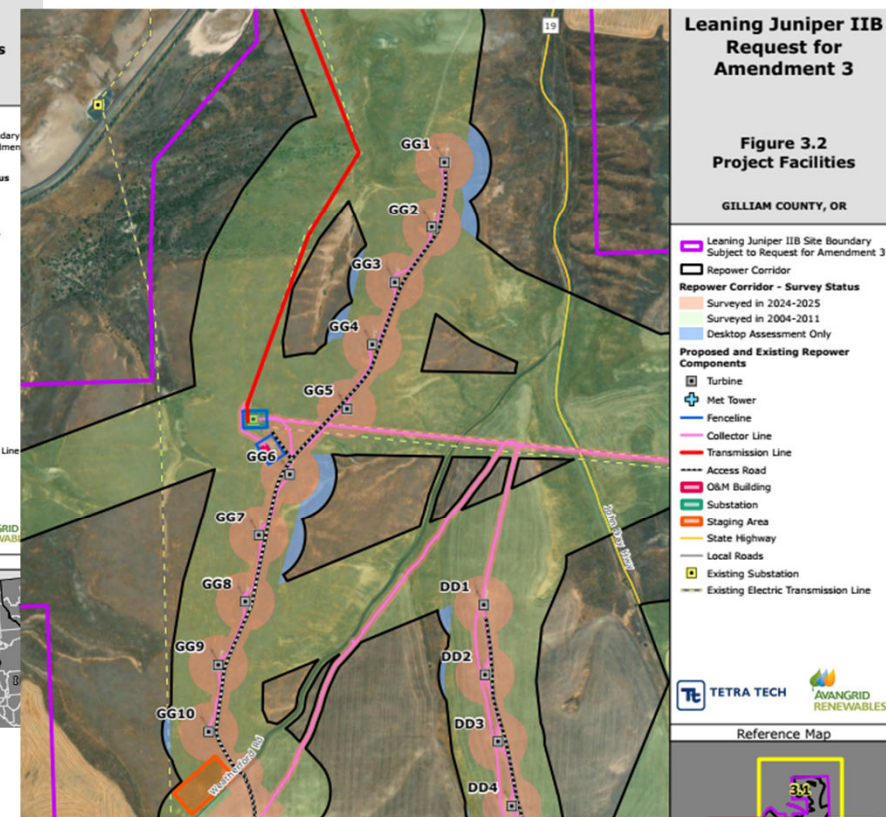 19
Leaning Juniper IIB
Request for
Amendment 3
Figure 3.2
Project Facilities
GILLIAM COUNTY, OR
Leaning Juniper IIB Site Boundary
Subject to Request for Amendment 3
Repower Corridor
Repower Corridor - Survey Status
Surveyed in 2024-2025
Surveyed in 2004-2011
Desktop Assessment Only
Proposed and Existing Repower
Components
Turbine
Met Tower
Fenceline
Collector Line
Transmission Line
Access Road
O&M Building
Substation
Staging Area
State Highway
Local Roads
Existing Substation
Existing Electric Transmission Line
TETRA TECH
AVANGRID
RENEWABLES
Reference Map
3.1
GG1
GG2
GG3
GG4
GG5
GG6
GG7
GG8
GG9
GG10
DD1
DD2
DD3
DD4
John Day Hwy
Weatherford Rd
Line